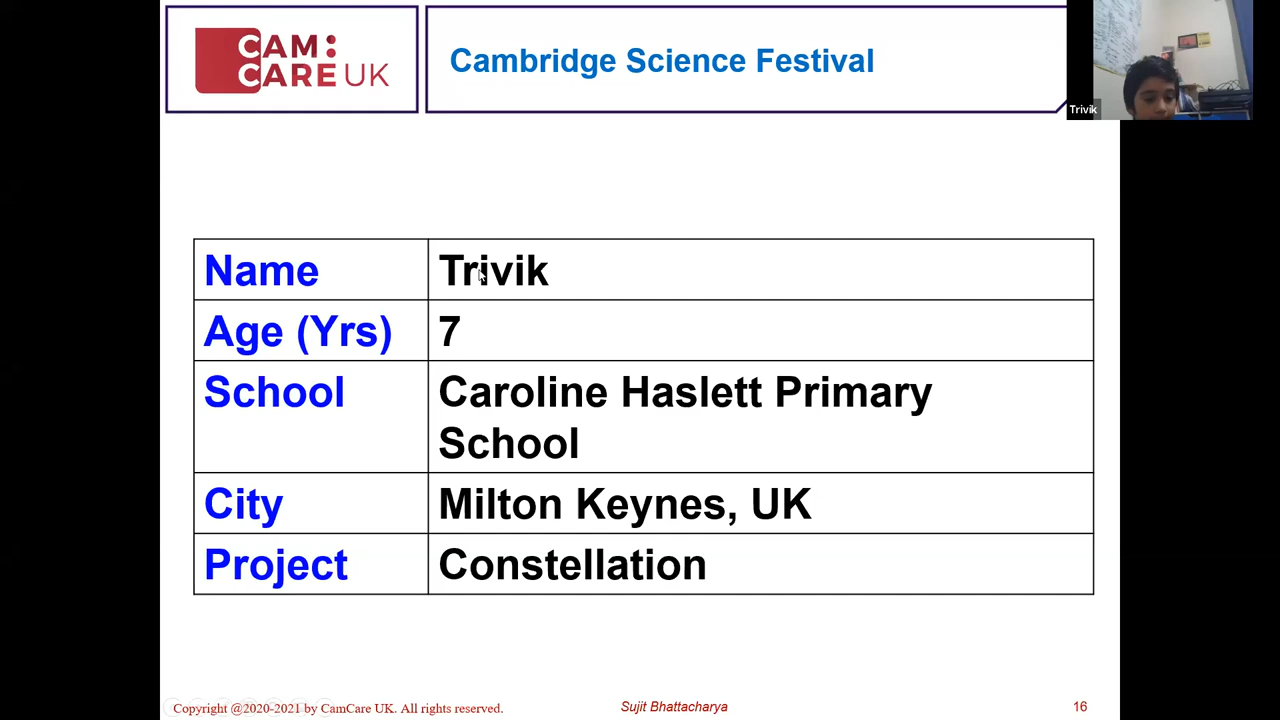 CAM:
CARE UK
Cambridge Science Festival
Trivik
Name Trivik
Age (Yrs) 7
School Caroline Haslett Primary
School
City Milton Keynes, UK
Project Constellation
Copyright @2020-2021 by CamCare UK. All rights reserved. Sujit Bhattacharya 16